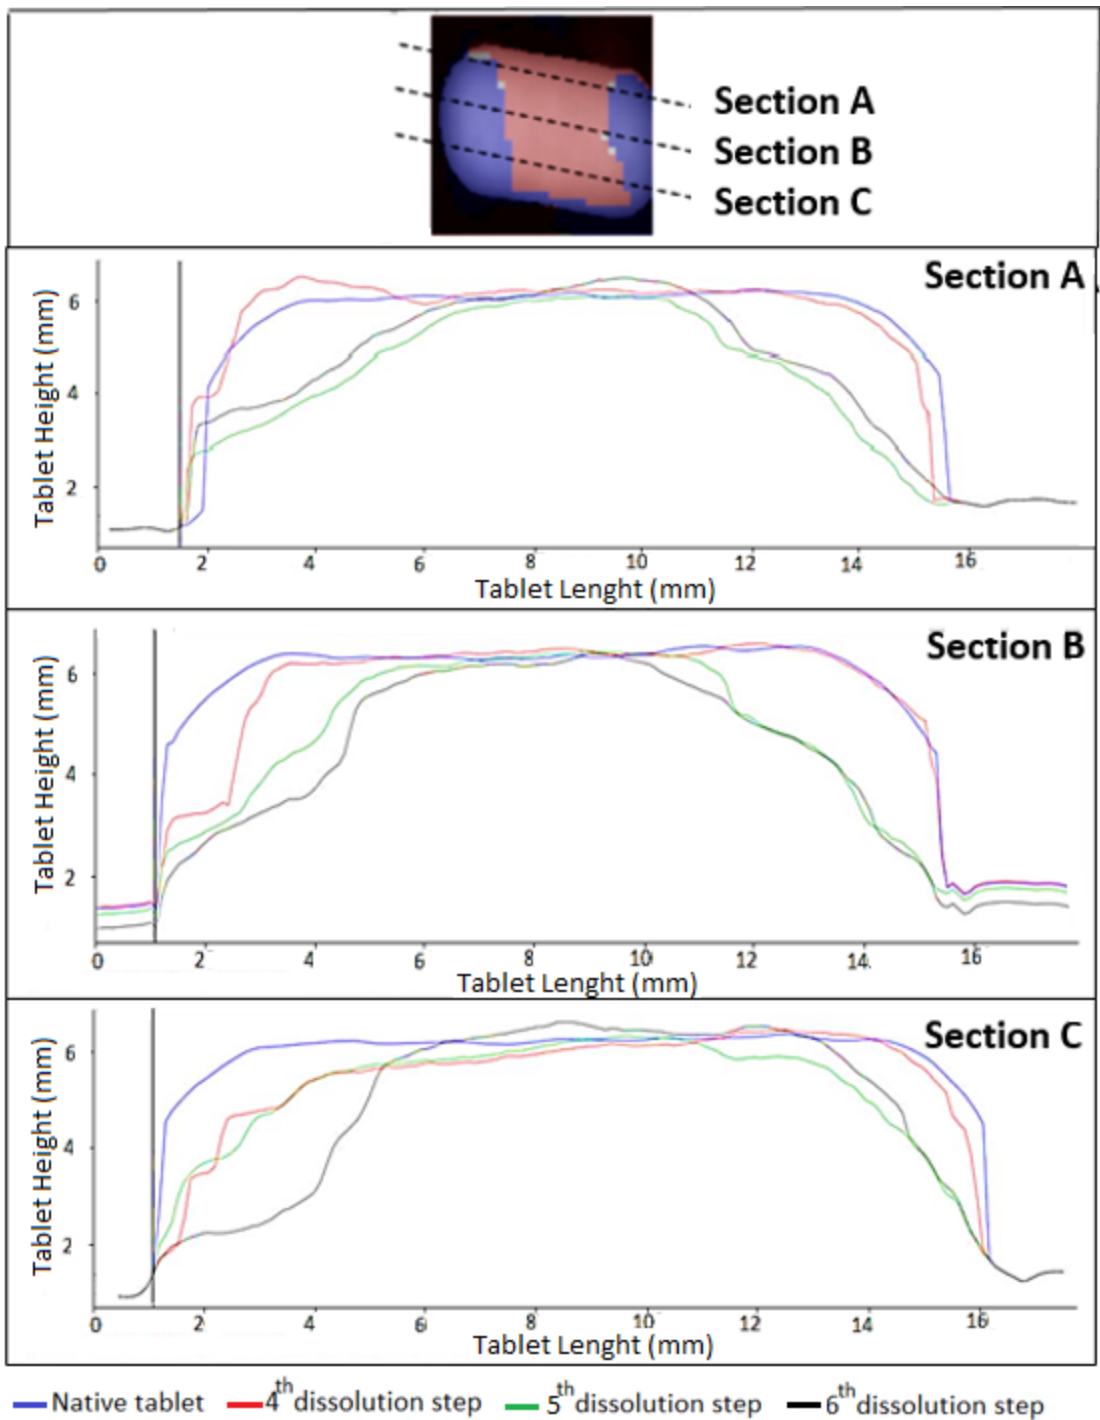 Section A
Section B
Section C
Section A
Tablet Height (mm)
6
4
2
0 2 4 6 8 10 12 14 16
Tablet Lenght (mm)
Section B
Tablet Height (mm)
6
4
2
0 2 4 6 8 10 12 14 16
Tablet Lenght (mm)
Section C
Tablet Height (mm)
6
4
2
0 2 4 6 8 10 12 14 16
Tablet Lenght (mm)
Native tablet 4th dissolution step 5th dissolution step 6th dissolution step